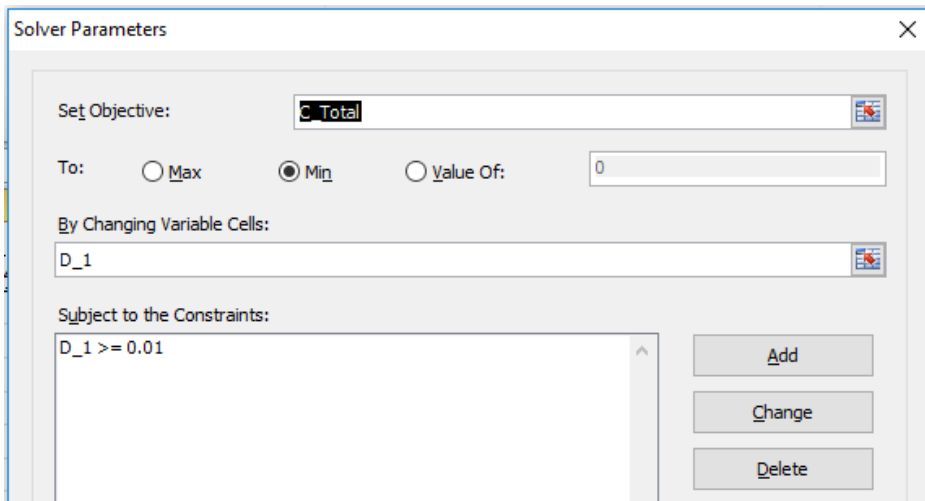 Solver Parameters
Set Objective:
C_Total
To:
Max
Min
Value Of:
0
By Changing Variable Cells:
D_1
Subject to the Constraints:
D_1 >= 0.01
Add
Change
Delete